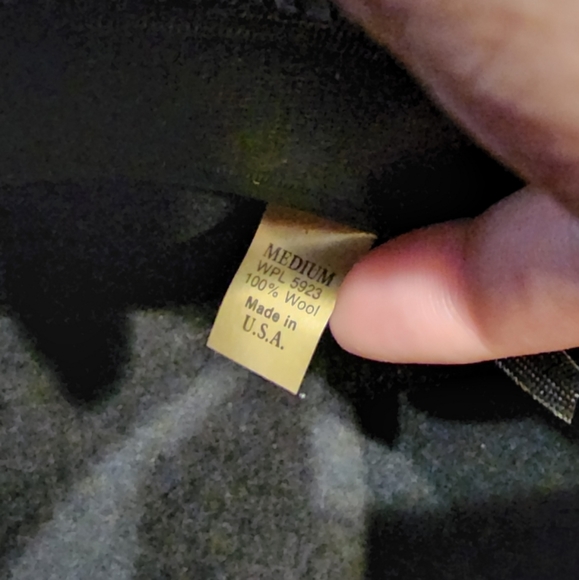 MEDIUM
WPL 5923
100% Wool
Made in
U.S.A.